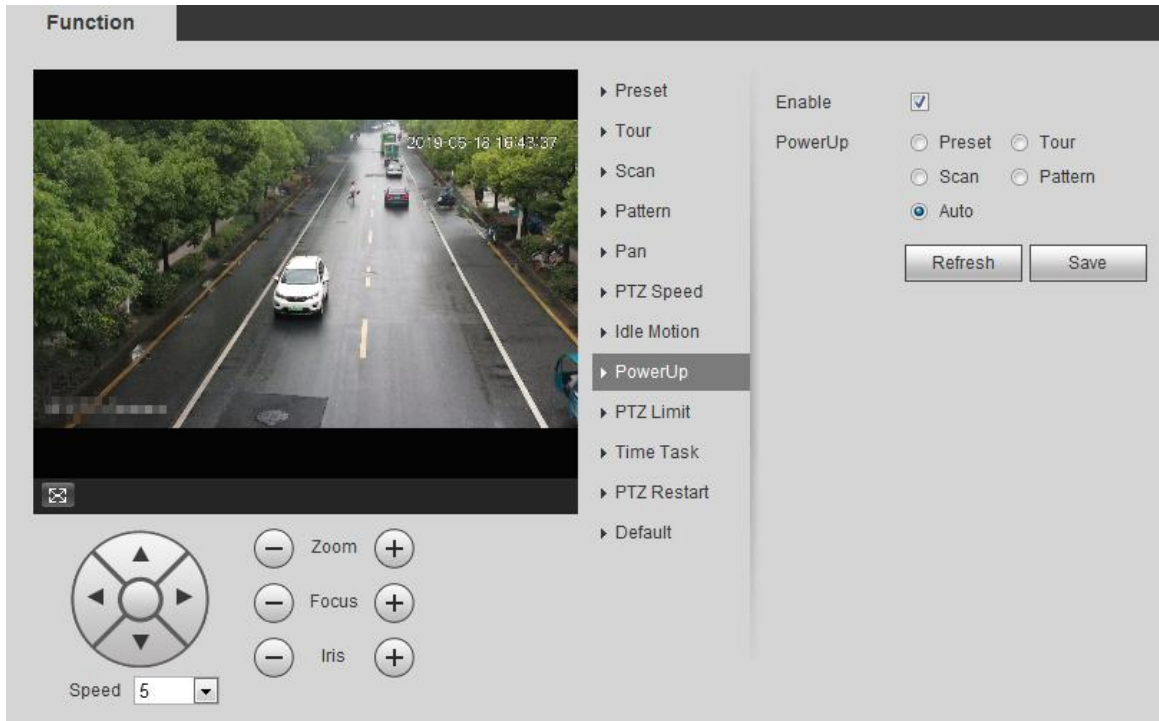 Function
2019-05-18 16:43:37
Zoom
Focus
Iris
Speed 5
Preset
Tour
Scan
Pattern
Pan
PTZ Speed
Idle Motion
PowerUp
PTZ Limit
Time Task
PTZ Restart
Default
Enable
PowerUp Preset Tour
Scan Pattern
Auto
Refresh Save